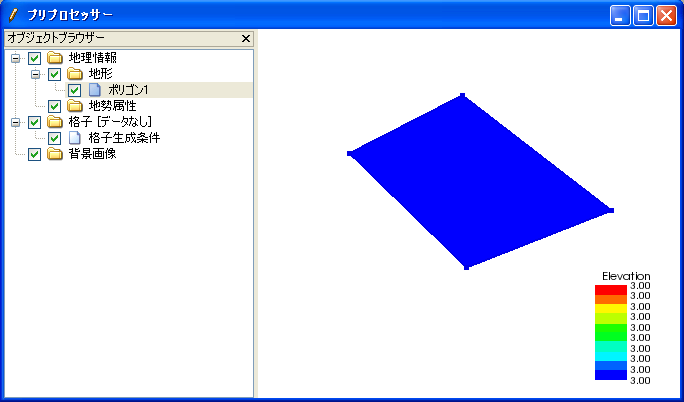 プリプロセッサー
オブジェクトブラウザー
地理情報
地形
ポリゴン1
地勢属性
格子 [データなし]
格子生成条件
背景画像
Elevation
3.00
3.00
3.00
3.00
3.00
3.00
3.00
3.00
3.00